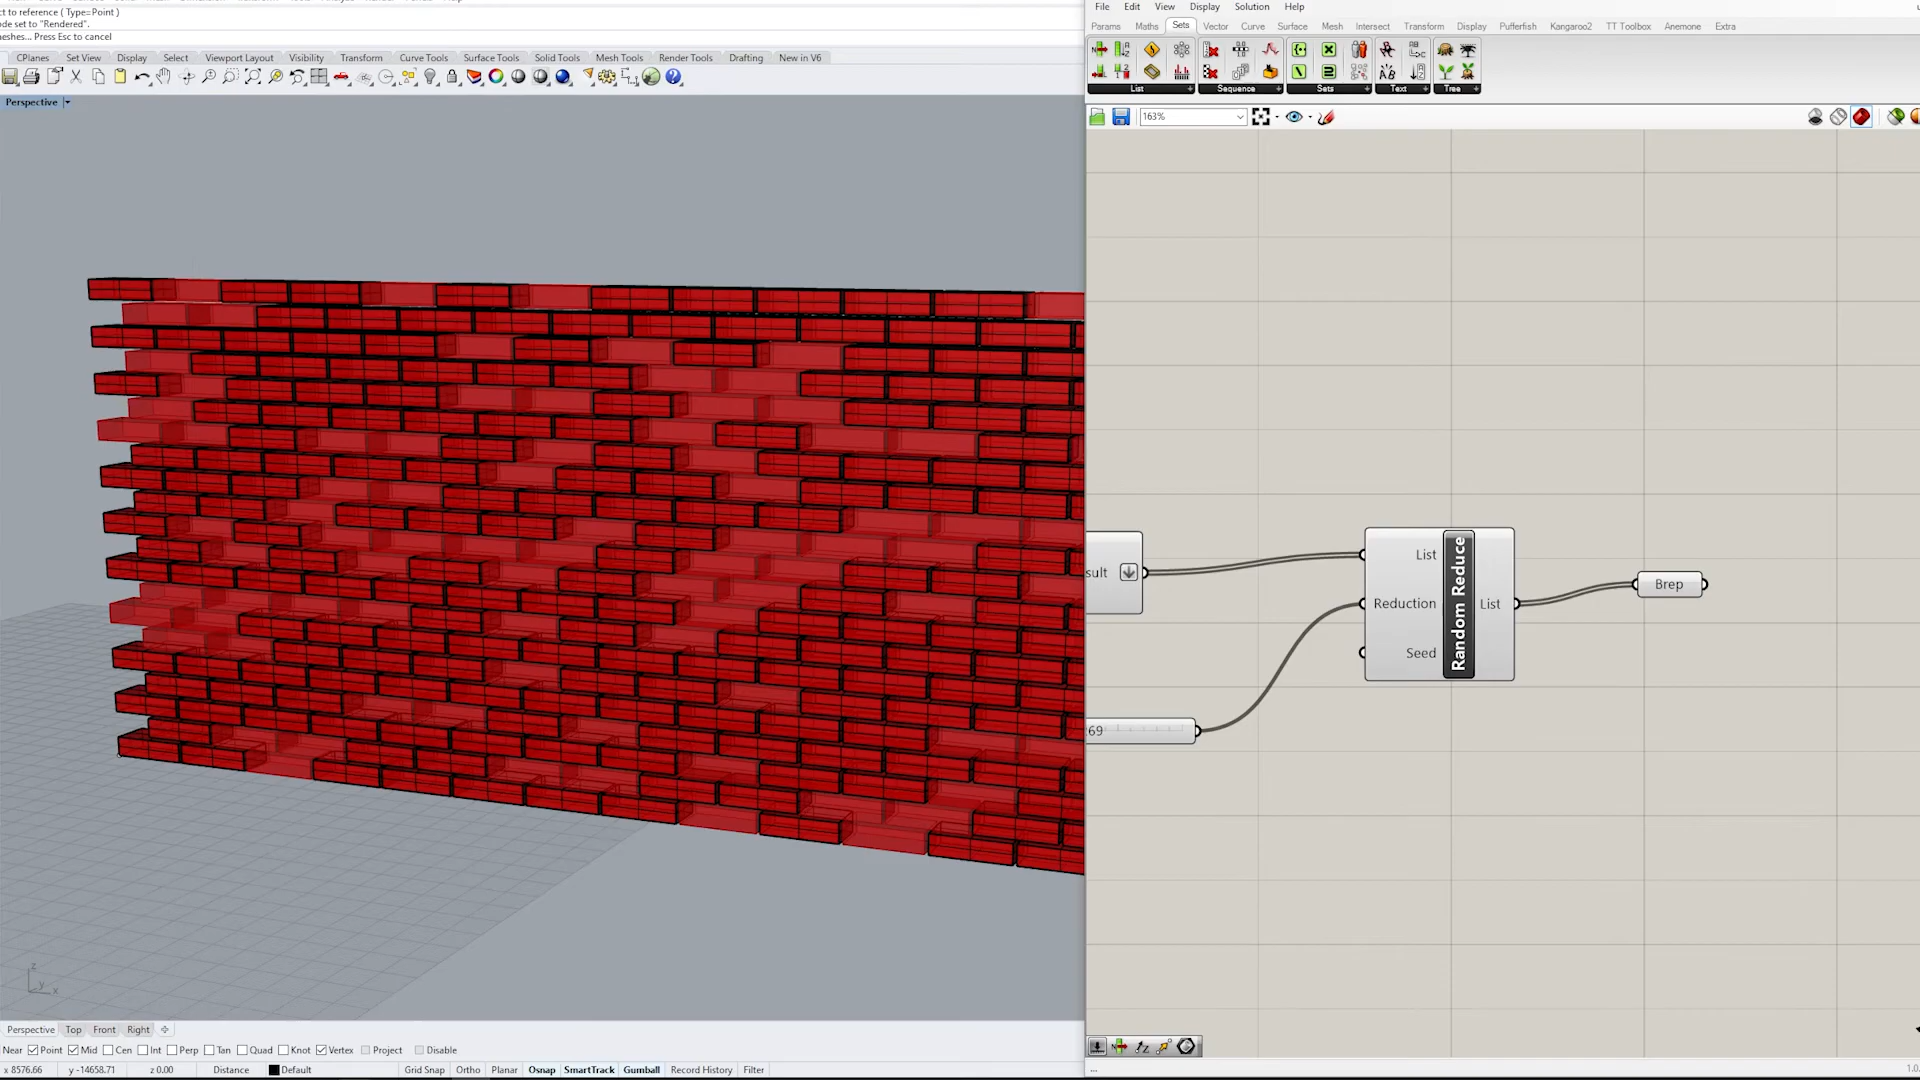 ct to reference ( Type=Point )
ode set to "Rendered".
neshes... Press Esc to cancel
CPlanes Set View Display Select Viewport Layout Visibility Transform Curve Tools Surface Tools Solid Tools Mesh Tools Render Tools Drafting New in V6
Perspective
File Edit View Display Solution Help
Params Maths Sets Vector Curve Surface Mesh Intersect Transform Display Pufferfish Kangaroo2 TT Toolbox Anemone Extra
List Sequence Sets Text Tree
163%
sult
List
Reduction
Seed
Random Reduce
List
Brep
69
Perspective Top Front Right
Near Point Mid Cen Int Perp Tan Quad Knot Vertex Project Disable
x 8576.66 y -14658.71 z 0.00 Distance Default Grid Snap Ortho Planar Osnap SmartTrack Gumball Record History Filter
z
y
x
...
1.0.